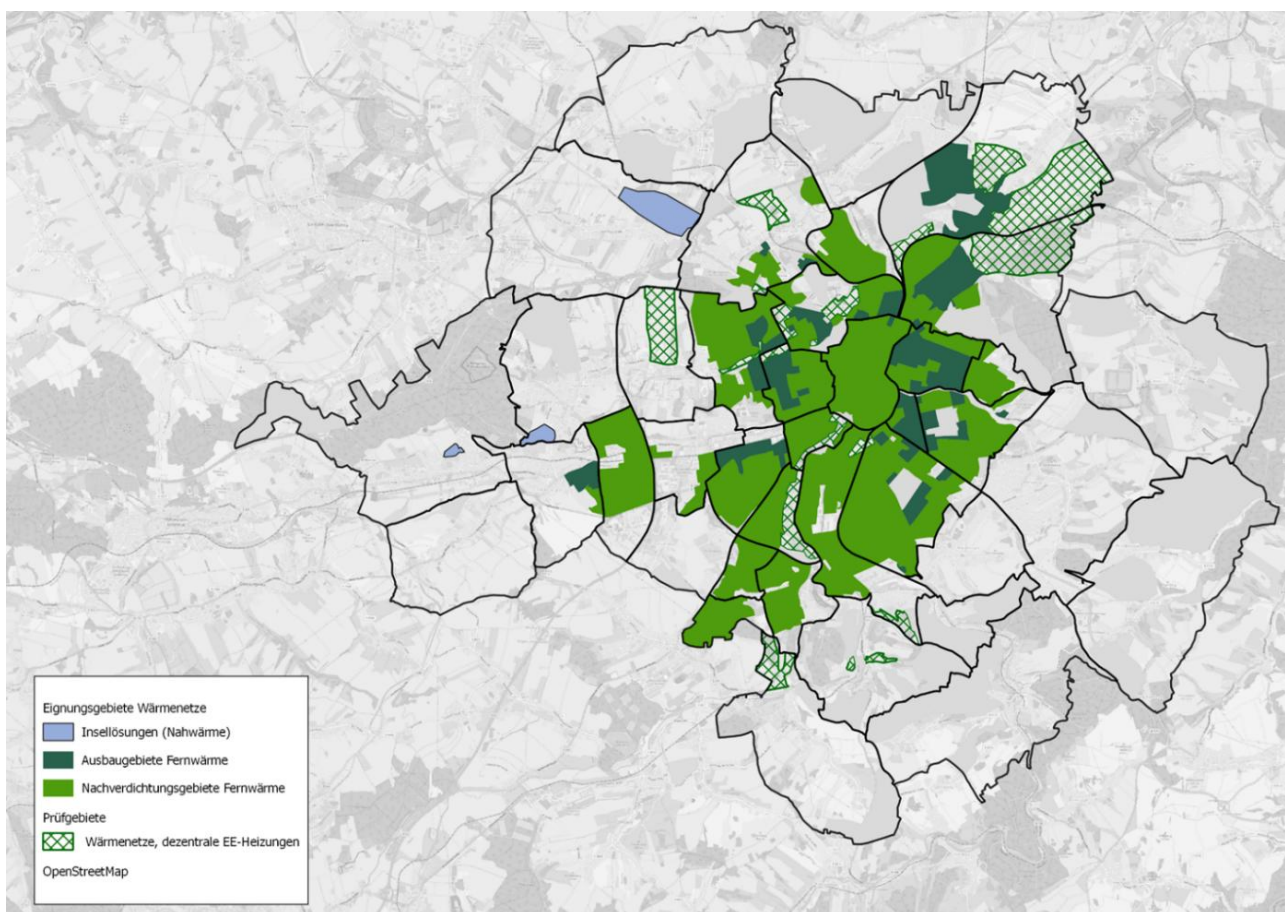 Eignungsgebiete Wärmenetze
Insellösungen (Nahwärme)
Ausbaugebiete Fernwärme
Nachverdichtungsgebiete Fernwärme
Prüfgebiete
Wärmenetze, dezentrale EE-Heizungen
OpenStreetMap